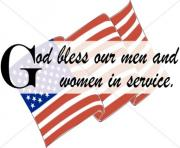 God bless our men and
women in service.